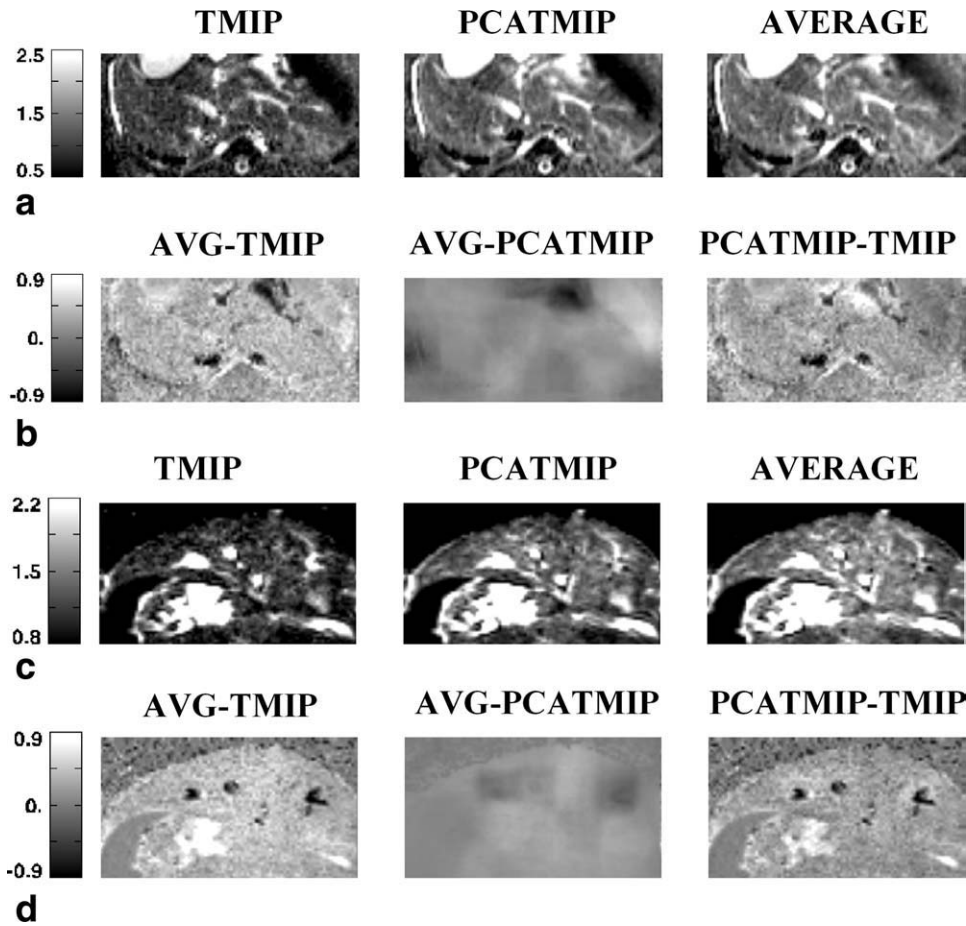 TMIP PCATMIP AVERAGE
2.5
1.5
0.5
a
AVG-TMIP AVG-PCATMIP PCATMIP-TMIP
0.9
0.
-0.9
b
TMIP PCATMIP AVERAGE
2.2
1.5
0.8
c
AVG-TMIP AVG-PCATMIP PCATMIP-TMIP
0.9
0.
-0.9
d